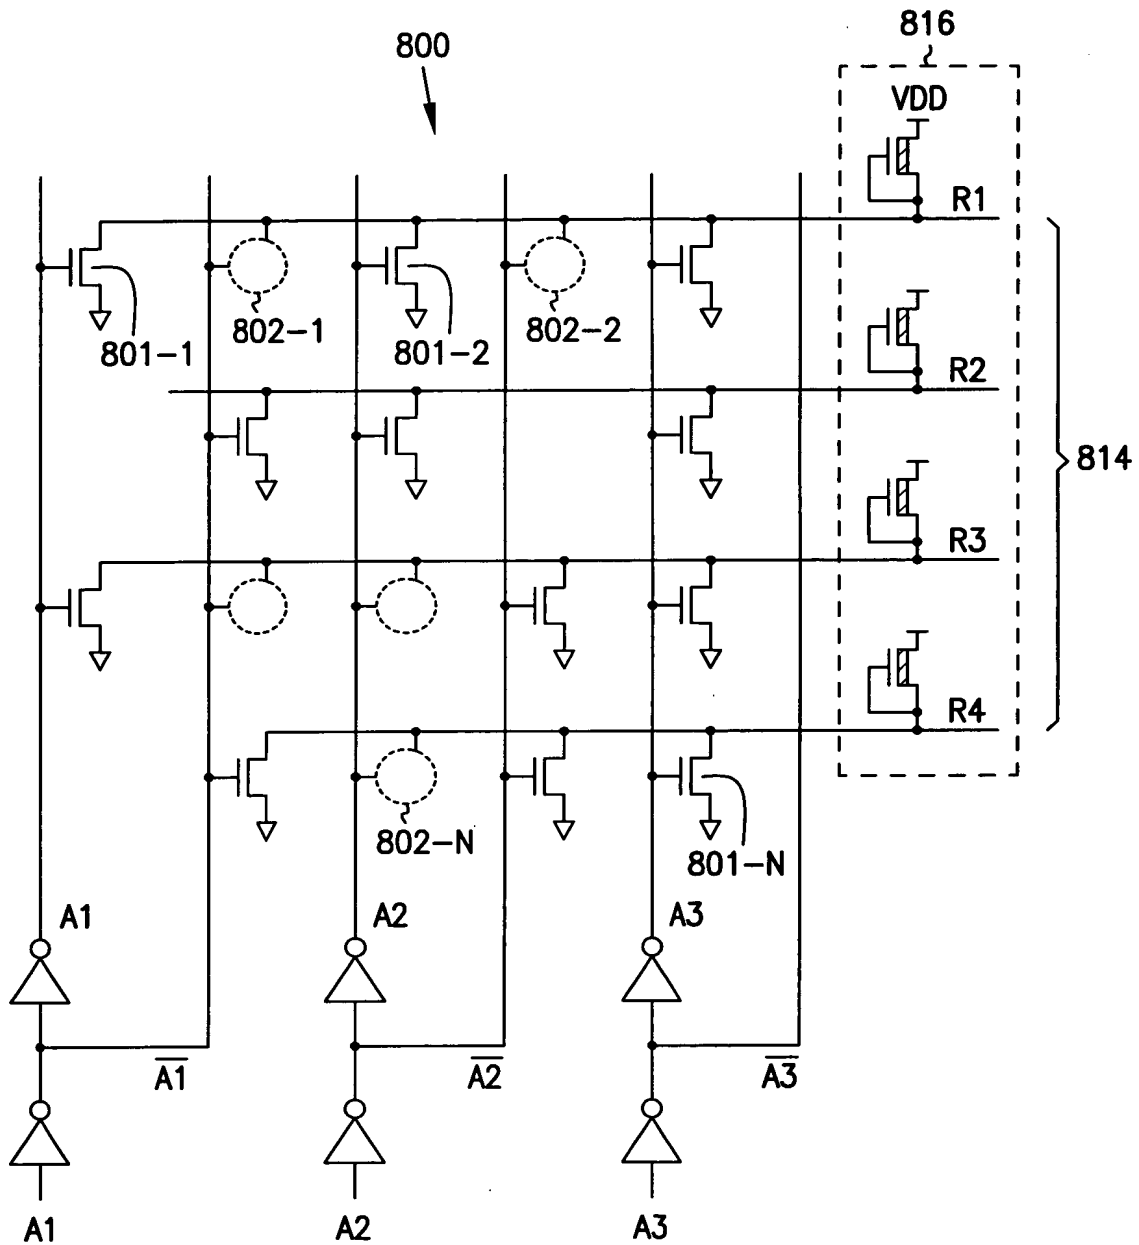 800
816
VDD
R1
802-1
802-2
801-1
801-2
R2
814
R3
R4
802-N
801-N
A1
A2
A3
A1̅
A2̅
A3̅
A1
A2
A3